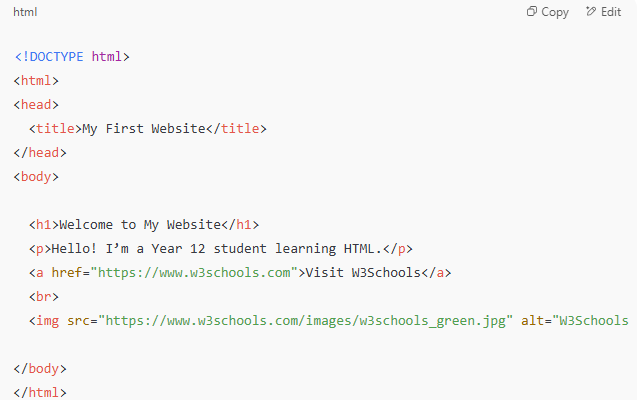 html Copy Edit
<!DOCTYPE html>
<html>
<head>
<title>My First Website</title>
</head>
<body>
<h1>Welcome to My Website</h1>
<p>Hello! I’m a Year 12 student learning HTML.</p>
<a href="https://www.w3schools.com">Visit W3Schools</a>
<br>
<img src="https://www.w3schools.com/images/w3schools_green.jpg" alt="W3Schools
</body>
</html>